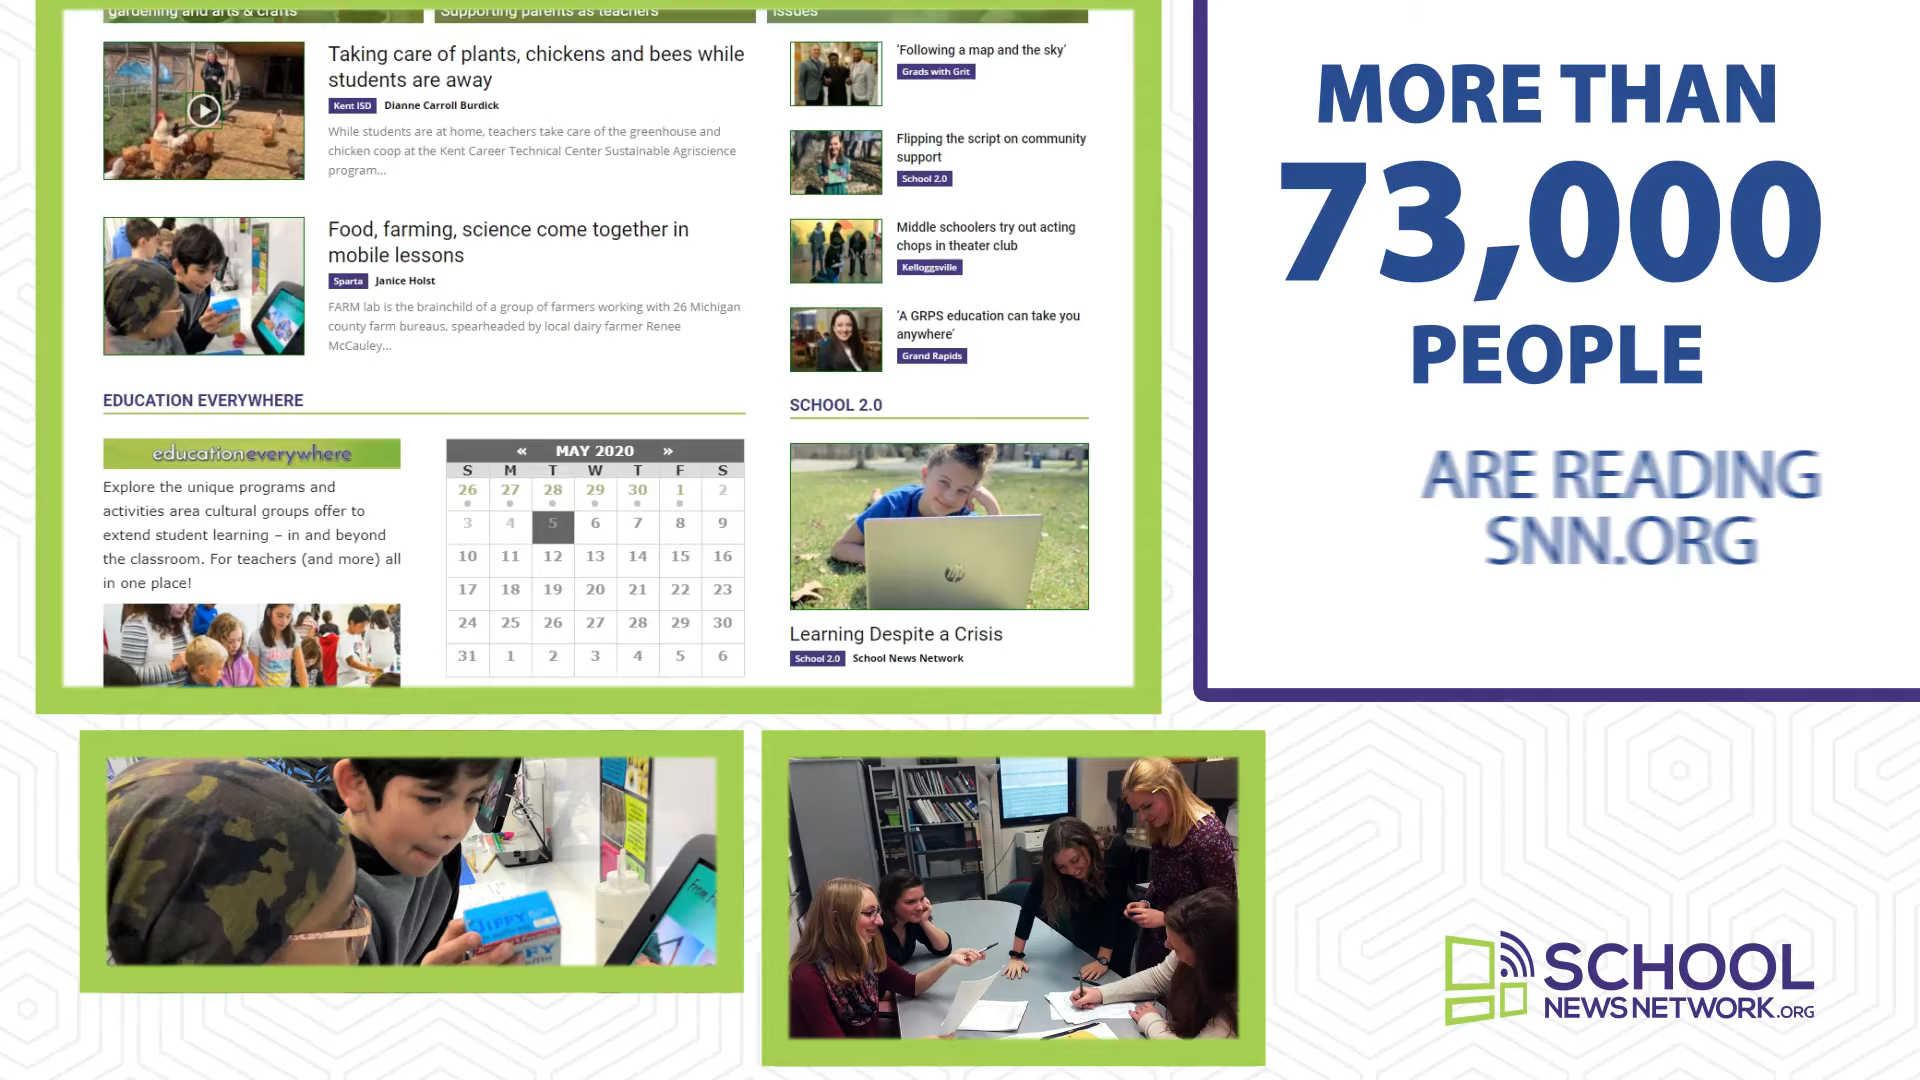 gardening and arts & crafts
Supporting parents as teachers
issues
Taking care of plants, chickens and bees while
students are away
Kent ISD Dianne Carroll Burdick
While students are at home, teachers take care of the greenhouse and
chicken coop at the Kent Career Technical Center Sustainable Agriscience
program...
Food, farming, science come together in
mobile lessons
Sparta Janice Holst
FARM lab is the brainchild of a group of farmers working with 26 Michigan
county farm bureaus, spearheaded by local dairy farmer Renee
McCauley...
‘Following a map and the sky’
Grads with Grit
Flipping the script on community
support
School 2.0
Middle schoolers try out acting
chops in theater club
Kelloggsville
‘A GRPS education can take you
anywhere’
Grand Rapids
EDUCATION EVERYWHERE
educationeverywhere
Explore the unique programs and
activities area cultural groups offer to
extend student learning – in and beyond
the classroom. For teachers (and more) all
in one place!
« MAY 2020 »
S M T W T F S
26 27 28 29 30 1 2
3 4 5 6 7 8 9
10 11 12 13 14 15 16
17 18 19 20 21 22 23
24 25 26 27 28 29 30
31 1 2 3 4 5 6
SCHOOL 2.0
hp
Learning Despite a Crisis
School 2.0 School News Network
MORE THAN
73,000
PEOPLE
ARE READING
SNN.ORG
JIFFY
SCHOOL
NEWS NETWORK.ORG